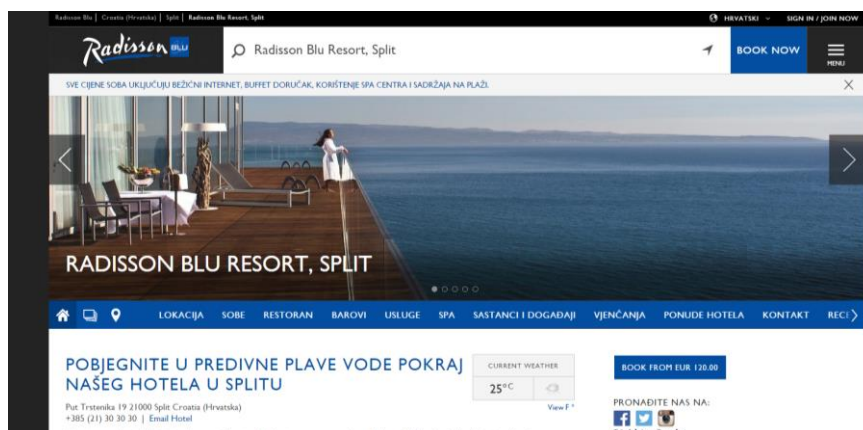 Radisson Blu | Croatia (Hrvatska) | Split | Radisson Blu Resort, Split
HRVATSKI
SIGN IN / JOIN NOW
Radisson BLU
Radisson Blu Resort, Split
BOOK NOW
MENU
SVE CIJENE SOBA UKLJUČUJU BEŽIČNI INTERNET, BUFFET DORUČAK, KORIŠTENJE SPA CENTRA I SADRŽAJA NA PLAŽI.
RADISSON BLU RESORT, SPLIT
LOKACIJA SOBE RESTORAN BAROVI USLUGE SPA SASTANCI I DOGAĐAJI VJENČANJA PONUDE HOTELA KONTAKT RECE
POBJEGNITE U PREDIVNE PLAVE VODE POKRAJ
NAŠEG HOTELA U SPLITU
Put Trstenika 19 21000 Split Croatia (Hrvatska)
+385 (21) 30 30 30 | Email Hotel
CURRENT WEATHER
25°C
View F °
BOOK FROM EUR 120.00
PRONAĐITE NAS NA: